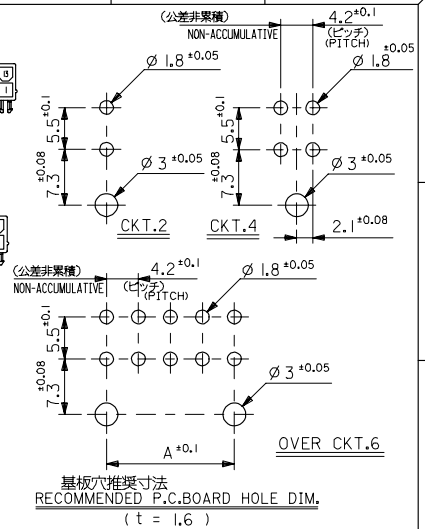 (公差非累積)
NON-ACCUMULATIVE
4.2 ±0.1
(ピッチ)
(PITCH)
Ø 1.8 ±0.05
Ø 1.8 ±0.05
5.5 ±0.1
7.3 ±0.08
Ø 3 ±0.05
CKT.2
5.5 ±0.1
7.3 ±0.08
Ø 3 ±0.05
CKT.4
2.1 ±0.08
(公差非累積)
NON-ACCUMULATIVE
4.2 ±0.1
(ピッチ)
(PITCH)
Ø 1.8 ±0.05
5.5 ±0.1
7.3 ±0.08
Ø 3 ±0.05
A ±0.1
OVER CKT.6
基板穴推奨寸法
RECOMMENDED P.C.BOARD HOLE DIM.
( t = 1.6 )